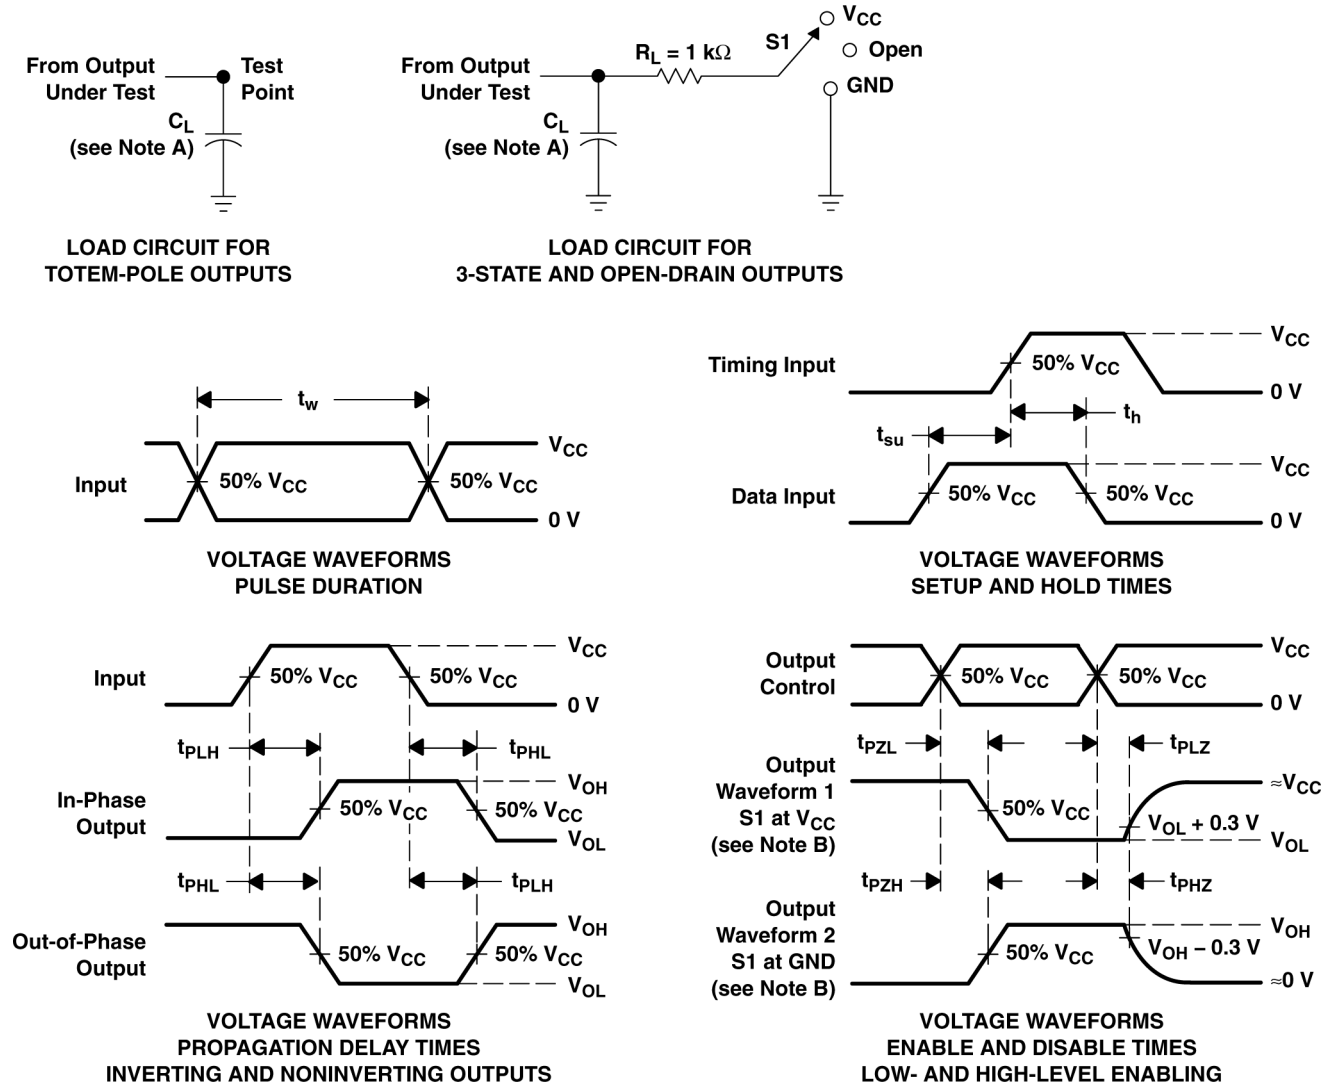 From Output
Under Test
Test
Point
CL
(see Note A)
LOAD CIRCUIT FOR
TOTEM-POLE OUTPUTS
From Output
Under Test
RL = 1 kΩ
S1
VCC
Open
GND
CL
(see Note A)
LOAD CIRCUIT FOR
3-STATE AND OPEN-DRAIN OUTPUTS
tw
Input
50% VCC
50% VCC
VCC
0 V
VOLTAGE WAVEFORMS
PULSE DURATION
Timing Input
50% VCC
VCC
0 V
th
tsu
Data Input
50% VCC
50% VCC
VCC
0 V
VOLTAGE WAVEFORMS
SETUP AND HOLD TIMES
Input
50% VCC
50% VCC
VCC
0 V
tPLH
tPHL
In-Phase
Output
50% VCC
50% VCC
VOH
VOL
tPHL
tPLH
Out-of-Phase
Output
50% VCC
50% VCC
VOH
VOL
VOLTAGE WAVEFORMS
PROPAGATION DELAY TIMES
INVERTING AND NONINVERTING OUTPUTS
Output
Control
50% VCC
50% VCC
VCC
0 V
tPZL
tPLZ
Output
Waveform 1
S1 at VCC
(see Note B)
50% VCC
VOL + 0.3 V
≈VCC
VOL
tPZH
tPHZ
Output
Waveform 2
S1 at GND
(see Note B)
50% VCC
VOH − 0.3 V
VOH
≈0 V
VOLTAGE WAVEFORMS
ENABLE AND DISABLE TIMES
LOW- AND HIGH-LEVEL ENABLING